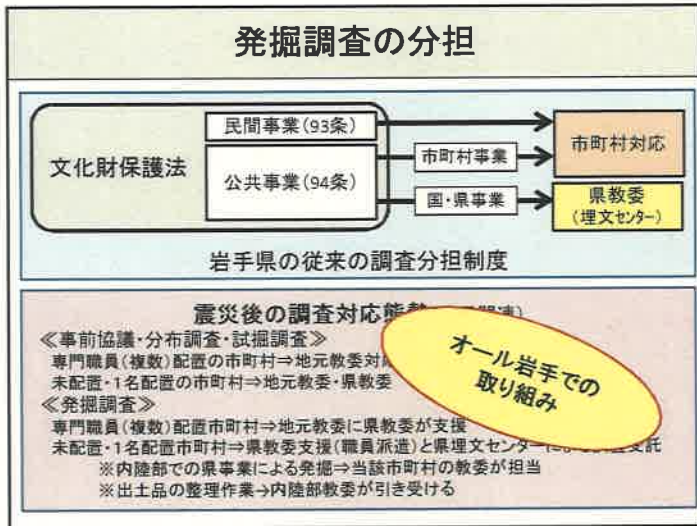 発掘調査の分担
文化財保護法
民間事業(93条)
公共事業(94条)
市町村事業
国・県事業
市町村対応
県教委
(埋文センター)
岩手県の従来の調査分担制度
震災後の調査対応態
≪事前協議・分布調査・試掘調査≫
専門職員(複数)配置の市町村⇒地元教委対応
未配置・1名配置の市町村⇒地元教委・県教委
オール岩手での
取り組み
≪発掘調査≫
専門職員(複数)配置市町村⇒地元教委に県教委が支援
未配置・1名配置市町村⇒県教委支援(職員派遣)と県埋文センターによ
※内陸部での県事業による発掘⇒当該市町村の教委が担当
※出土品の整理作業→内陸部教委が引き受ける